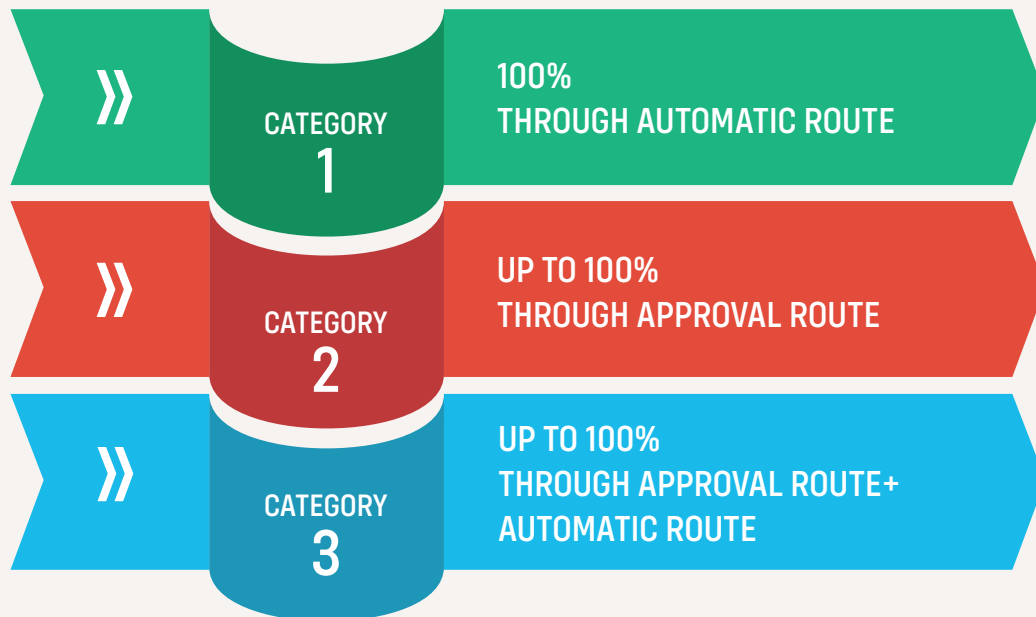 CATEGORY
1
100%
THROUGH AUTOMATIC ROUTE
CATEGORY
2
UP TO 100%
THROUGH APPROVAL ROUTE
CATEGORY
3
UP TO 100%
THROUGH APPROVAL ROUTE+
AUTOMATIC ROUTE